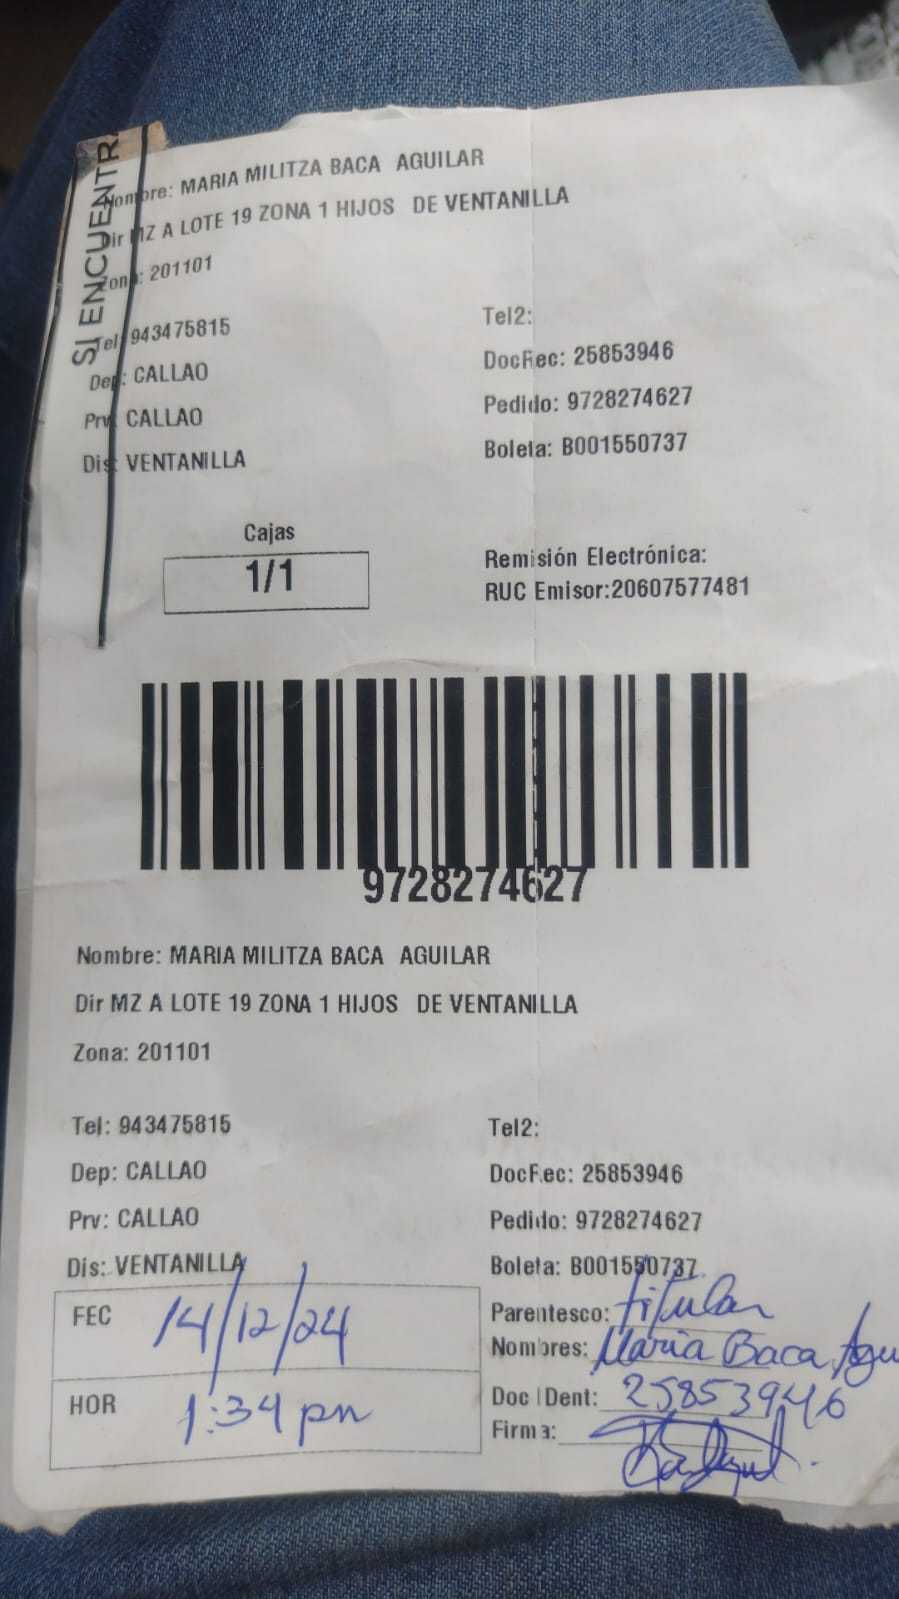 SI ENCUENTR
Nombre: MARIA MILITZA BACA AGUILAR
Dir MZ A LOTE 19 ZONA 1 HIJOS DE VENTANILLA
Zona: 201101
Tel: 943475815
Tel2:
Dep: CALLAO
DocRec: 25853946
Prv: CALLAO
Pedido: 9728274627
Dis: VENTANILLA
Boleta: B001550737
Cajas
1/1
Remisión Electrónica:
RUC Emisor:20607577481
9728274627
Nombre: MARIA MILITZA BACA AGUILAR
Dir MZ A LOTE 19 ZONA 1 HIJOS DE VENTANILLA
Zona: 201101
Tel: 943475815
Tel2:
Dep: CALLAO
DocRec: 25853946
Prv: CALLAO
Pedido: 9728274627
Dis: VENTANILLA
Boleta: B001550737
FEC 14/12/24
Parentesco: titular
Nombres: Maria Baca Agu
HOR 1:34 pm
Doc IDent: 25853946
Firma: